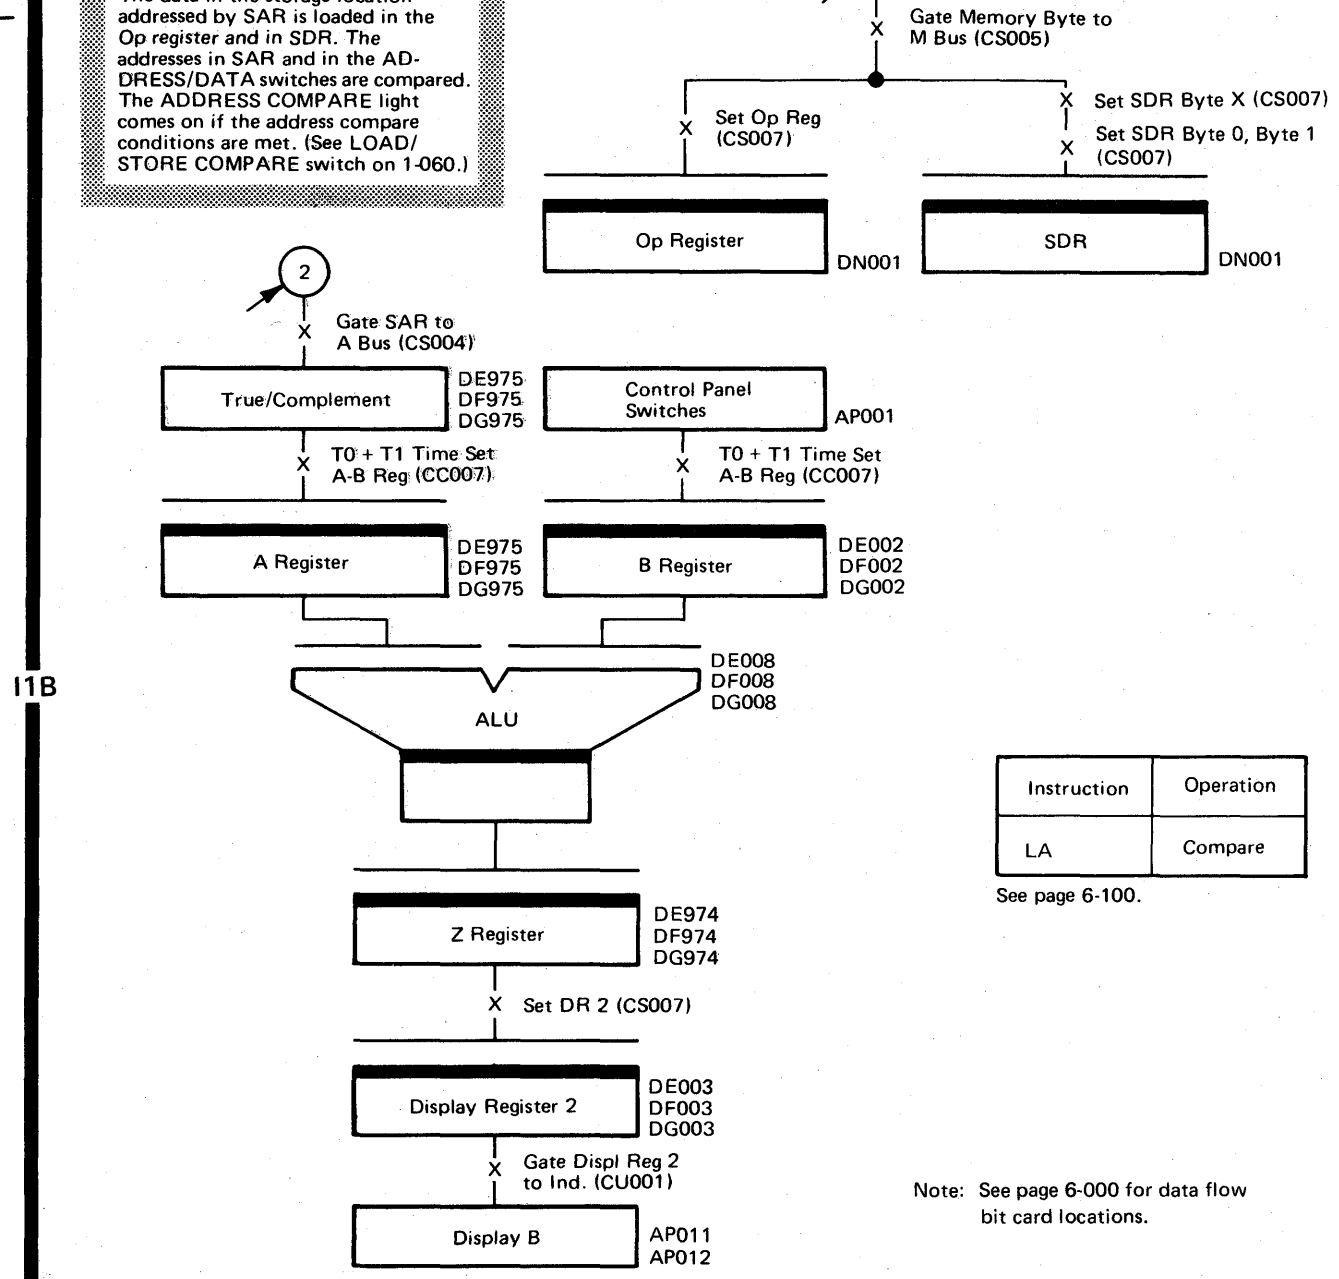 The data in the storage location
addressed by SAR is loaded in the
Op register and in SDR. The
addresses in SAR and in the AD-
DRESS/DATA switches are compared.
The ADDRESS COMPARE light
comes on if the address compare
conditions are met. (See LOAD/
STORE COMPARE switch on 1-060.)
Gate Memory Byte to
M Bus (CS005)
X
Set Op Reg
(CS007)
X
X
Set SDR Byte X (CS007)
Set SDR Byte 0, Byte 1
(CS007)
X
Op Register
DN001
SDR
DN001
2
X
Gate SAR to
A Bus (CS004)
True/Complement
DE975
DF975
DG975
Control Panel
Switches
AP001
X
T0 + T1 Time Set
A-B Reg (CC007)
X
T0 + T1 Time Set
A-B Reg (CC007)
A Register
DE975
DF975
DG975
B Register
DE002
DF002
DG002
DE008
DF008
DG008
I1B
ALU
Instruction
Operation
LA
Compare
See page 6-100.
Z Register
DE974
DF974
DG974
X
Set DR 2 (CS007)
Display Register 2
DE003
DF003
DG003
X
Gate Displ Reg 2
to Ind. (CU001)
Note: See page 6-000 for data flow
bit card locations.
Display B
AP011
AP012